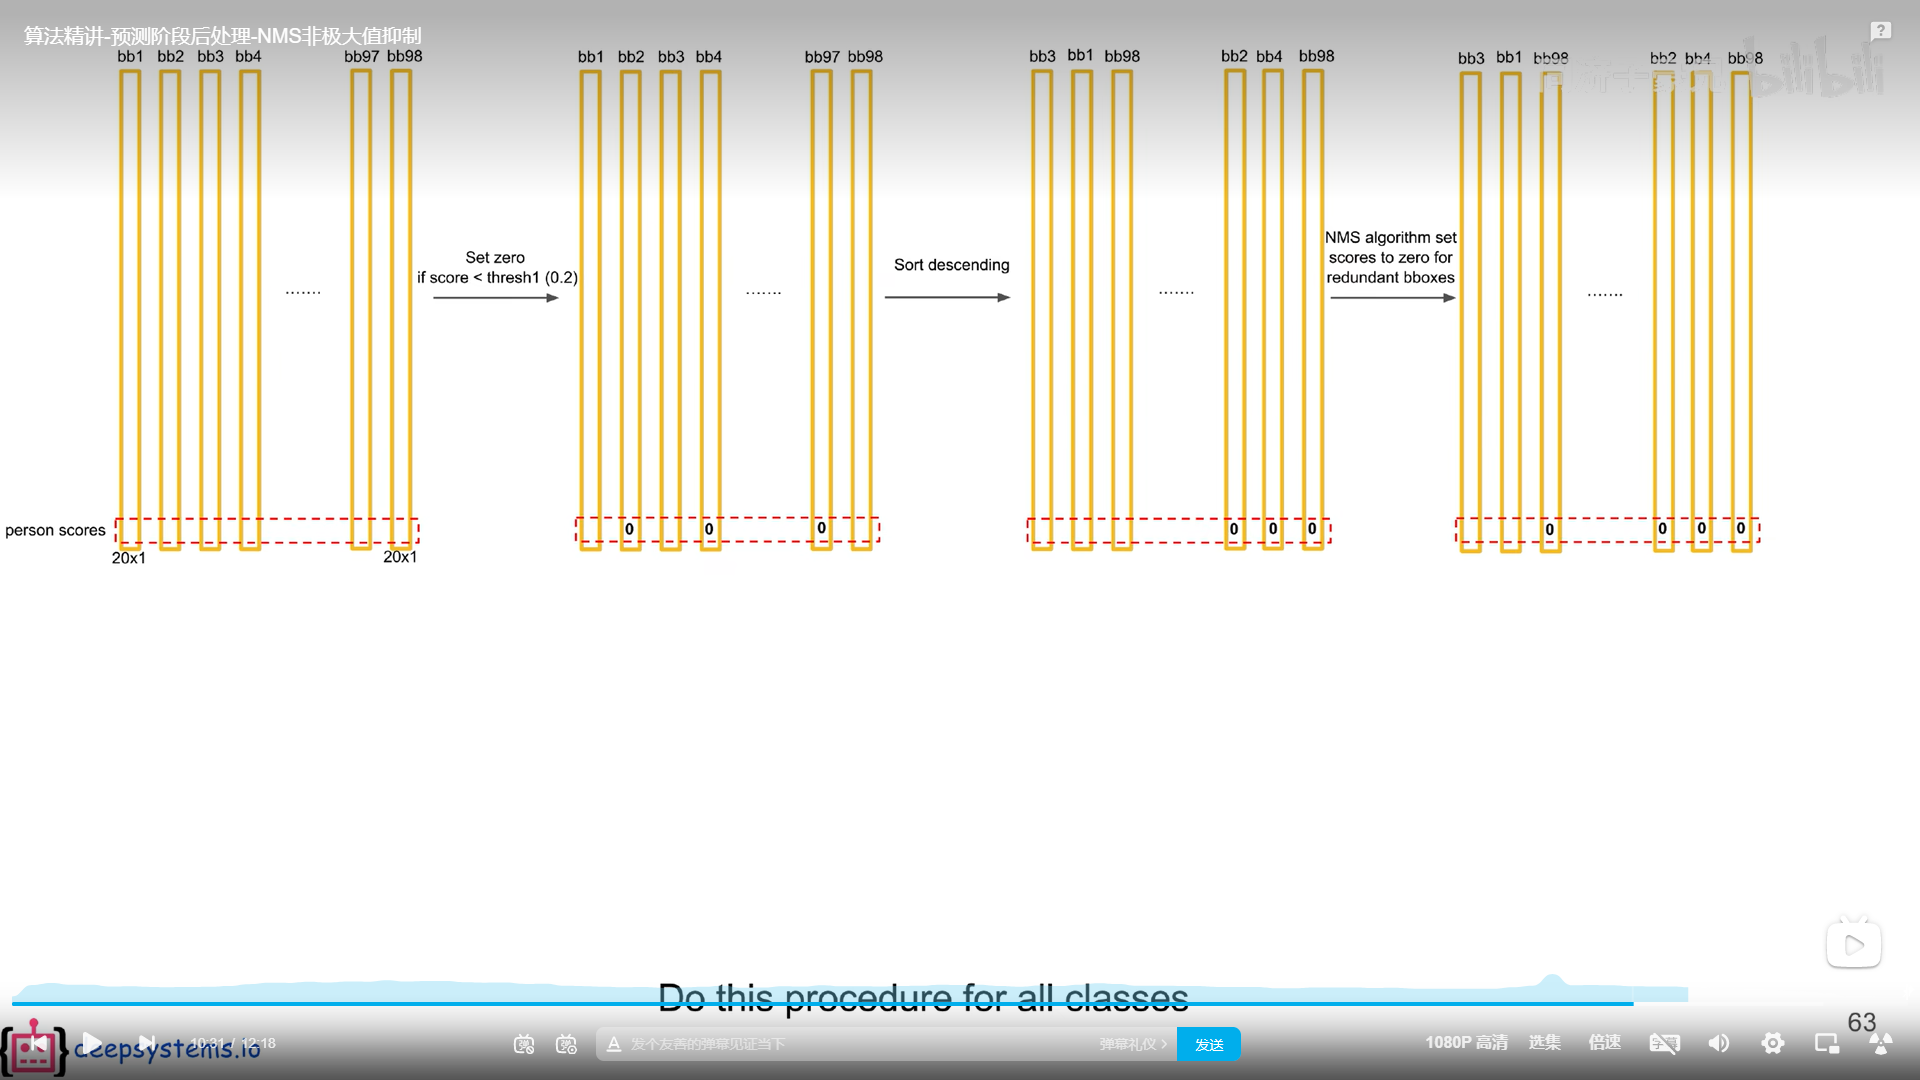 算法精讲-预测阶段后处理-NMS非极大值抑制
bb1 bb2 bb3 bb4 bb97 bb98
bb1 bb2 bb3 bb4 bb97 bb98
bb3 bb1 bb98 bb2 bb4 bb98
bb3 bb1 bb98 bb2 bb4 bb98
bilibili
Set zero
if score < thresh1 (0.2)
Sort descending
NMS algorithm set
scores to zero for
redundant bboxes
.......
.......
.......
.......
person scores
0 0 0
0 0 0
0 0 0 0
20x1 20x1
Do this procedure for all classes
63
deepsystems.io
10:31 / 12:18
发个友善的弹幕见证当下
弹幕礼仪 >
发送
1080P 高清
选集
倍速